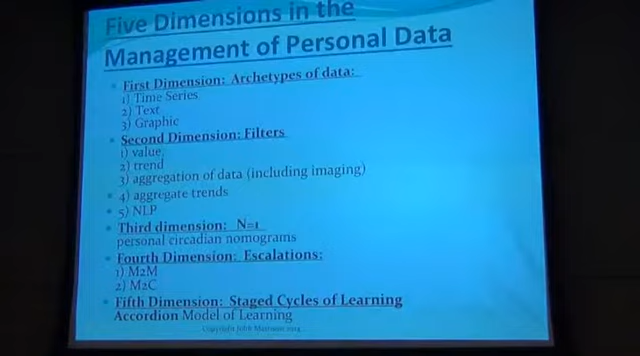 Five Dimensions in the
Management of Personal Data
First Dimension: Archetypes of data:
1) Time Series
2) Text
3) Graphic
Second Dimension: Filters
1) value
2) trend
3) aggregation of data (including imaging)
4) aggregate trends
5) NLP
Third dimension: N=1
personal circadian nomograms
Fourth Dimension: Escalations:
1) M2M
2) M2C
Fifth Dimension: Staged Cycles of Learning
Accordion Model of Learning
Copyright John